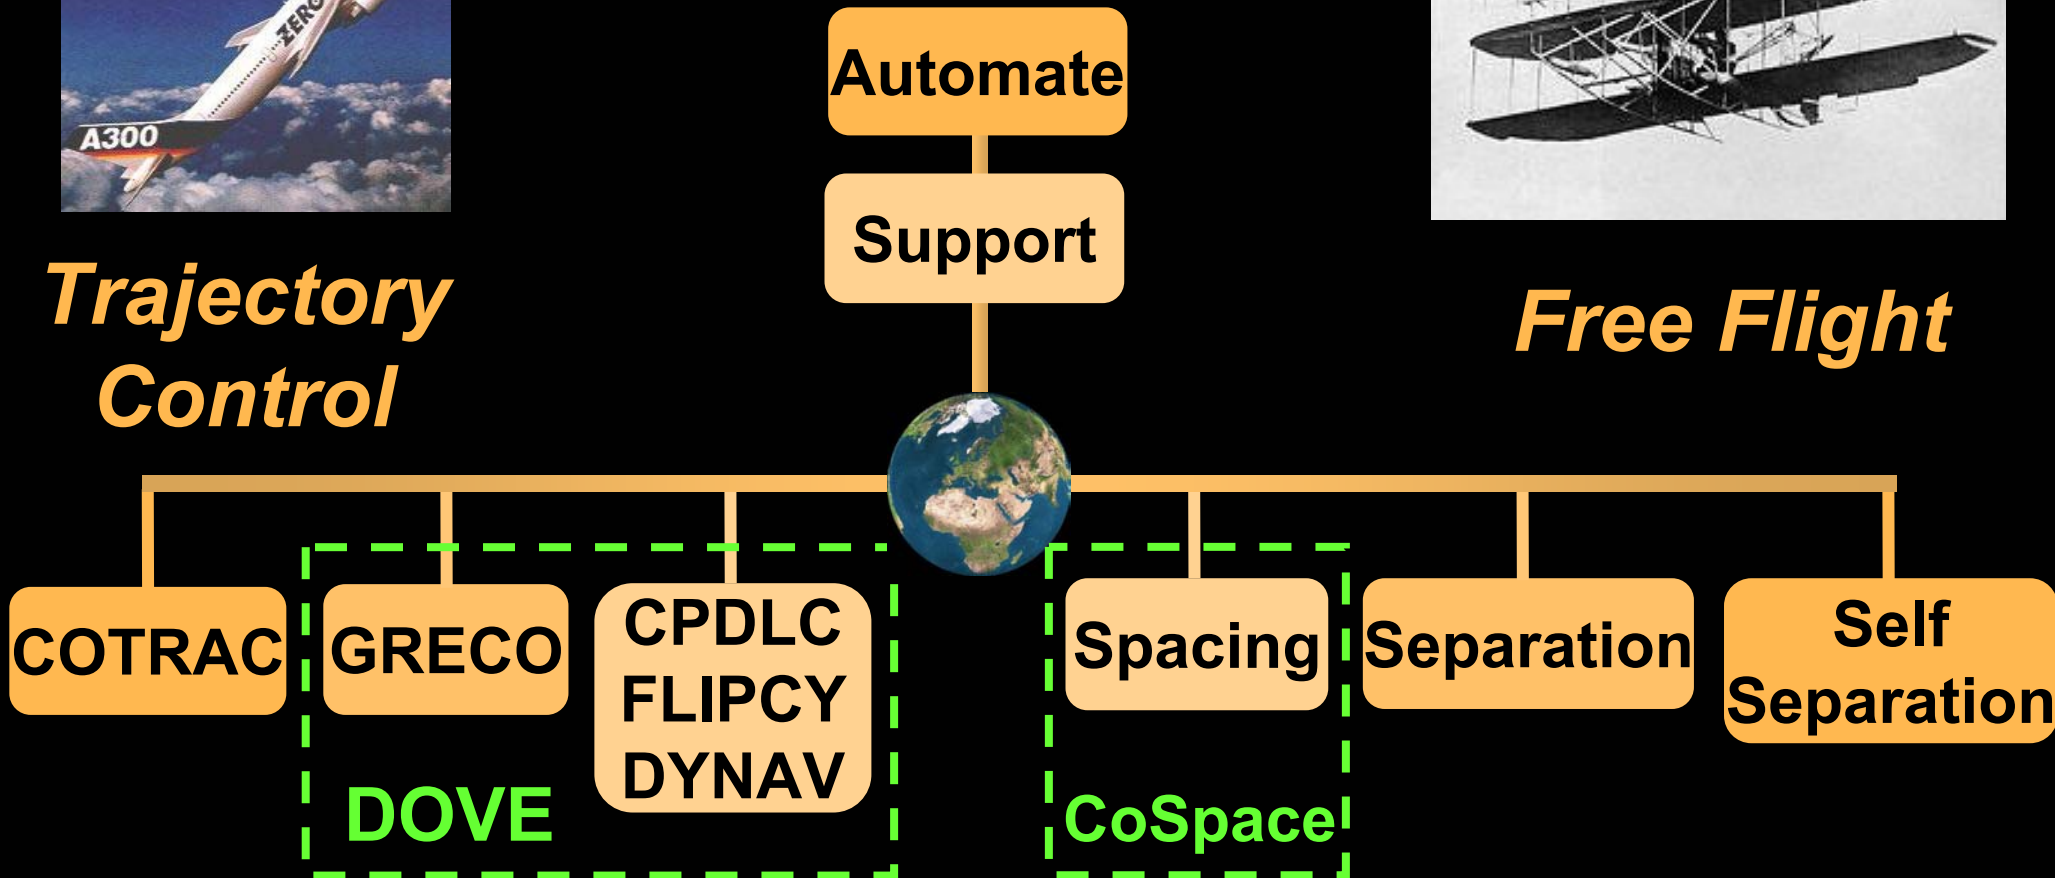 ZERO
A300
Automate
Support
Trajectory
Control
Free Flight
COTRAC
GRECO
CPDLC
FLIPCY
DYNAV
Spacing
Separation
Self
Separation
DOVE
CoSpace